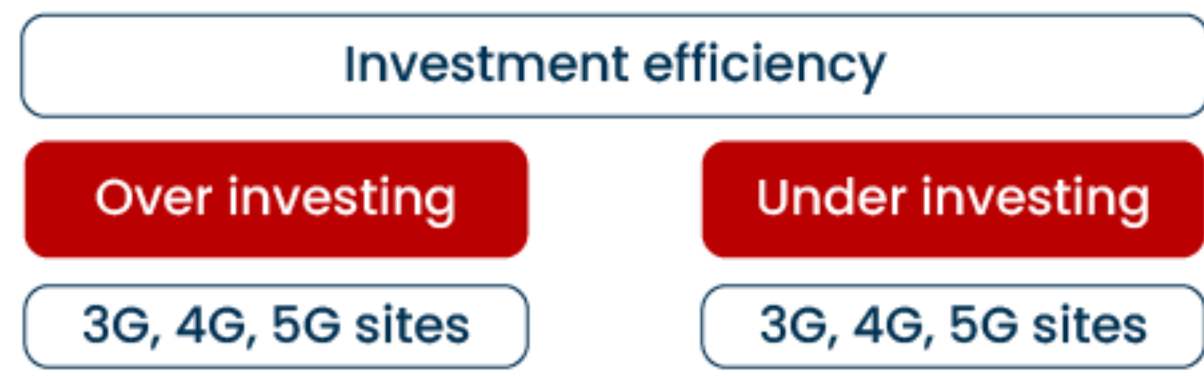 Investment efficiency
Over investing
Under investing
3G, 4G, 5G sites
3G, 4G, 5G sites